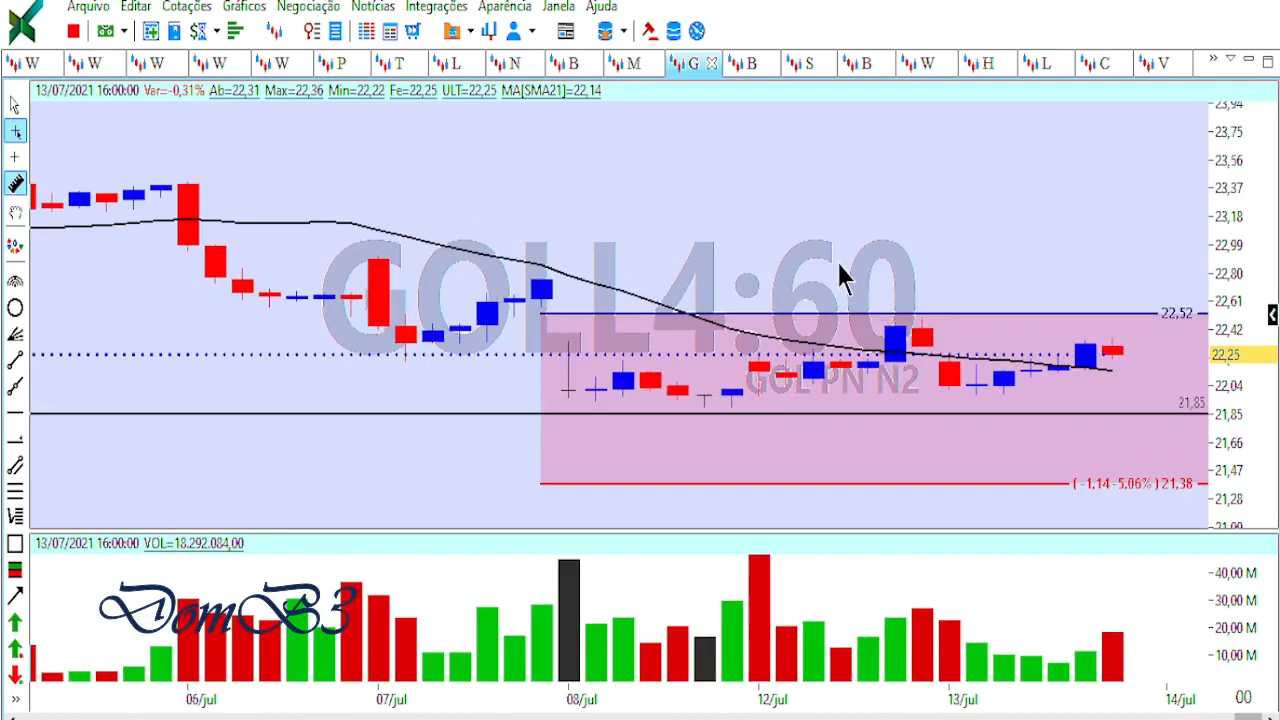 Arquivo Editar Cotações Gráficos Negociação Notícias Integrações Aparência Janela Ajuda
W W W W W P T L N B M G B S B W H L C V
13/07/2021 16:00:00 Var=-0,31% Ab=22,31 Max=22,36 Min=22,22 Fe=22,25 ULT=22,25 MA[SMA21]=22,14
GOLL4:60
GOL PN N2
23,94
23,75
23,56
23,37
23,18
22,99
22,80
22,61
22,52
22,42
22,25
22,04
21,85
21,85
21,66
21,47
( -1,14 -5,06% ) 21,38
21,28
21,09
13/07/2021 16:00:00 VOL=18.292.084,00
DomB3
40,00 M
30,00 M
20,00 M
10,00 M
06/jul 07/jul 08/jul 12/jul 13/jul 14/jul 00